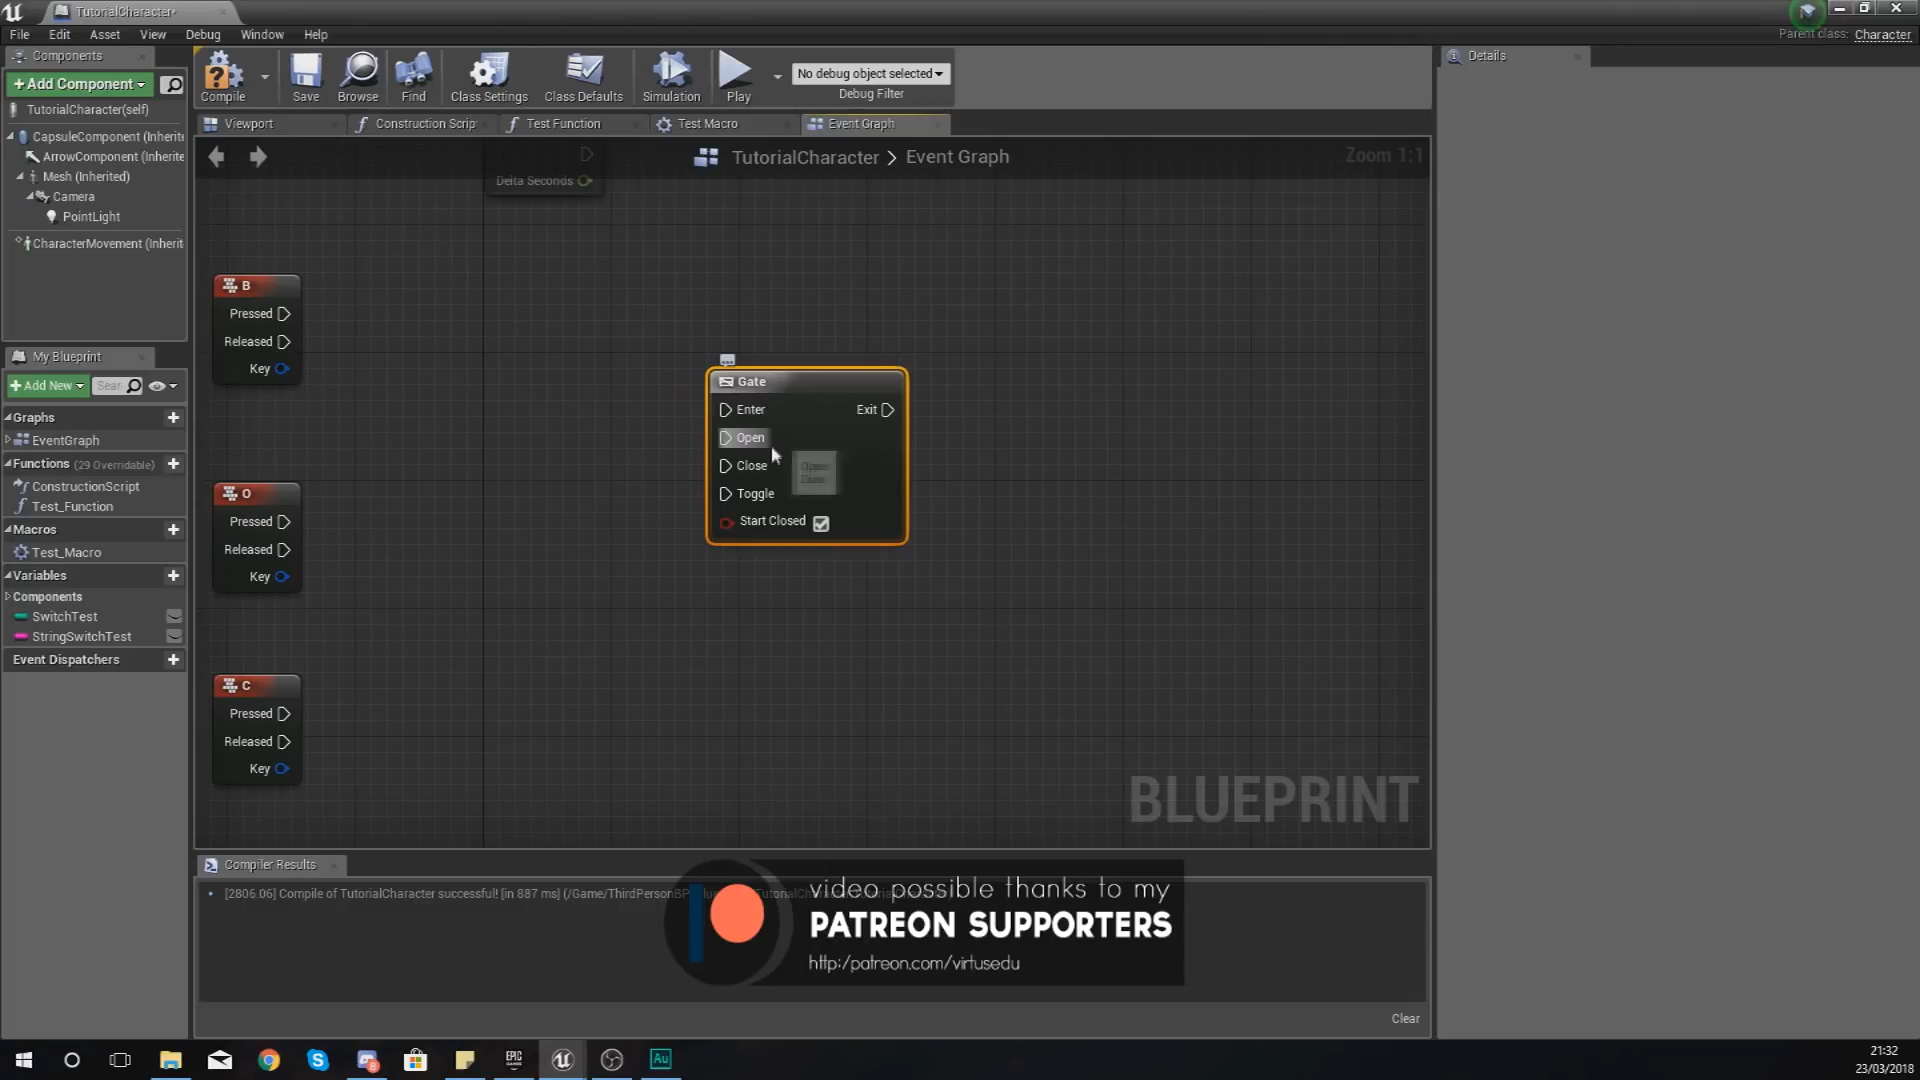 TutorialCharacter*
File Edit Asset View Debug Window Help
Parent class: Character
Components
Add Component
TutorialCharacter(self)
CapsuleComponent (Inherite
ArrowComponent (Inherite
Mesh (Inherited)
Camera
PointLight
CharacterMovement (Inherit
Compile
Save
Browse
Find
Class Settings
Class Defaults
Simulation
Play
No debug object selected
Debug Filter
Viewport
Construction Scrip
Test Function
Test Macro
Event Graph
TutorialCharacter > Event Graph
Zoom 1:1
Delta Seconds
B
Pressed
Released
Key
O
Pressed
Released
Key
C
Pressed
Released
Key
Gate
Enter
Exit
Open
Close
Toggle
Start Closed
BLUEPRINT
My Blueprint
Add New
Sear
Graphs
EventGraph
Functions (29 Overridable)
ConstructionScript
Test_Function
Macros
Test_Macro
Variables
Components
SwitchTest
StringSwitchTest
Event Dispatchers
Details
Compiler Results
[2806.06] Compile of TutorialCharacter successful! [in 887 ms] (/Game/ThirdPersonBP
video possible thanks to my
PATREON SUPPORTERS
http:/patreon.com/virtusedu
Clear
EPIC
Au
21:32
23/03/2018